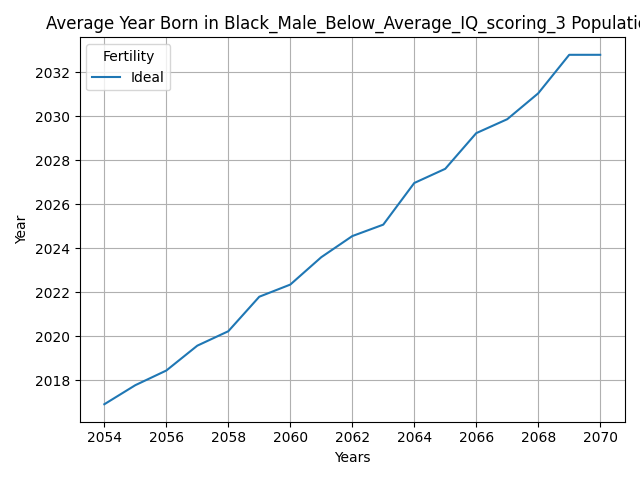 Average Year Born in Black_Male_Below_Average_IQ_scoring_3 Populatio
Fertility
Ideal
2032
2030
2028
2026
2024
2022
2020
2018
Year
2054 2056 2058 2060 2062 2064 2066 2068 2070
Years